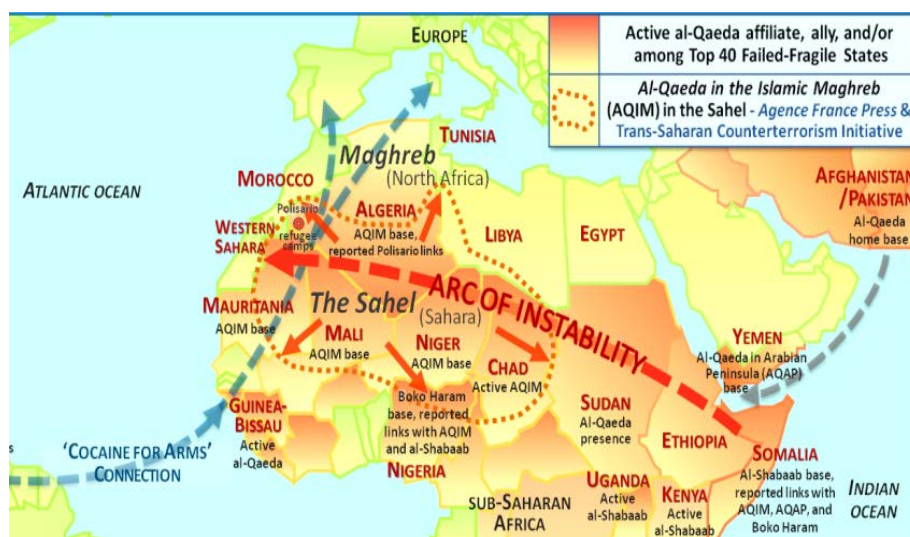 EUROPE
Active al-Qaeda affiliate, ally, and/or
among Top 40 Failed-Fragile States
Al-Qaeda in the Islamic Maghreb
(AQIM) in the Sahel - Agence France Press &
Trans-Saharan Counterterrorism Initiative
TUNISIA
Maghreb
(North Africa)
MOROCCO
ATLANTIC OCEAN
AFGHANISTAN
/PAKISTAN
Al-Qaeda
home base
Polisario
refugee
camps
ALGERIA
AQIM base,
reported Polisario links
WESTERN
SAHARA
LIBYA
EGYPT
ARC OF INSTABILITY
The Sahel
(Sahara)
MAURITANIA
AQIM base
MALI
AQIM base
NIGER
AQIM base
CHAD
Active AQIM
YEMEN
Al-Qaeda in Arabian
Peninsula (AQAP)
base
GUINEA-
BISSAU
Active
al-Qaeda
Boko Haram
base, reported
links with AQIM
and al-Shabaab
NIGERIA
SUDAN
Al-Qaeda
presence
ETHIOPIA
SOMALIA
Al-Shabaab base,
reported links with
AQIM, AQAP, and
Boko Haram
'COCAINE FOR ARMS'
CONNECTION
SUB-SAHARAN
AFRICA
UGANDA
Active
al-Shabaab
KENYA
Active
al-Shabaab
INDIAN
OCEAN